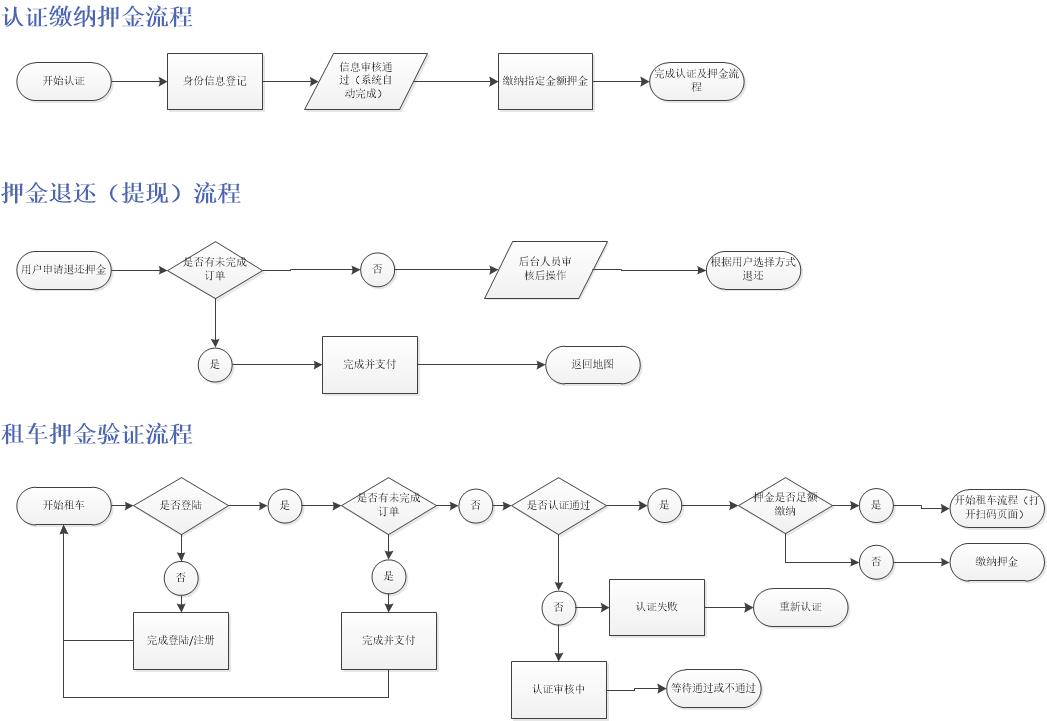 认证缴纳押金流程
开始认证
身份信息登记
信息审核通
过（系统自
动完成）
缴纳指定金额押金
完成认证及押金流
程
押金退还（提现）流程
用户申请退还押金
是否有未完成
订单
否
后台人员审
核后操作
根据用户选择方式
退还
是
完成并支付
返回地图
租车押金验证流程
开始租车
是否登陆
是
是否有未完成
订单
否
是否认证通过
是
押金是否足额
缴纳
是
开始租车流程（打
开扫码页面）
否
缴纳押金
否
是
否
认证失败
重新认证
完成登陆/注册
完成并支付
认证审核中
等待通过或不通过